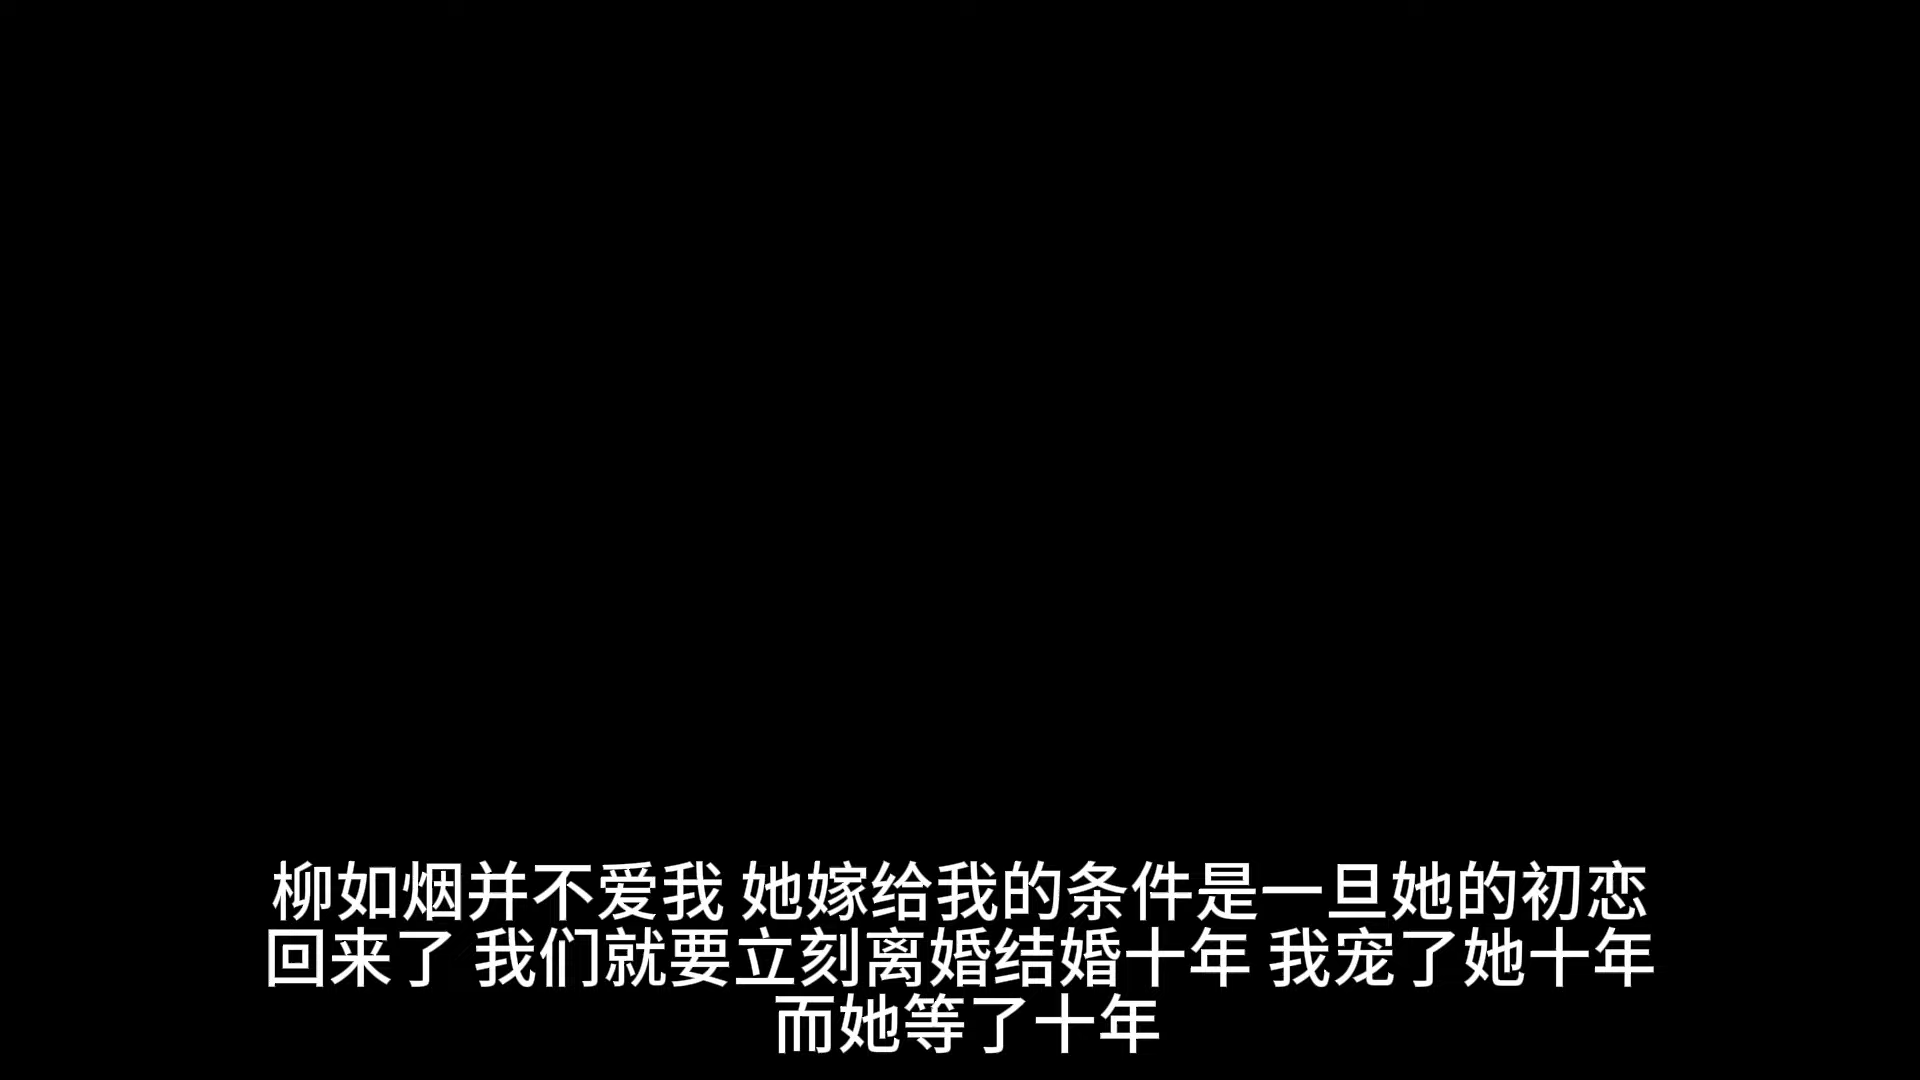 柳如烟并不爱我 她嫁给我的条件是一旦她的初恋
回来了 我们就要立刻离婚结婚十年 我宠了她十年
而她等了十年